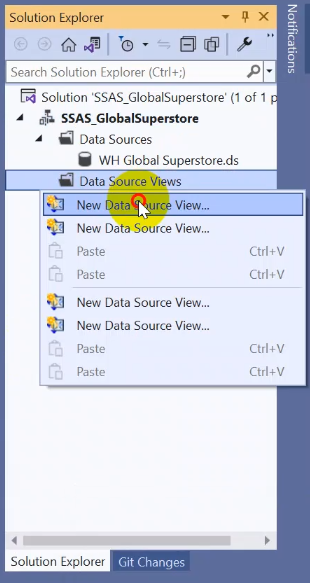 Solution Explorer
Notifications
Search Solution Explorer (Ctrl+;)
Solution 'SSAS_GlobalSuperstore' (1 of 1 p
SSAS_GlobalSuperstore
Data Sources
WH Global Superstore.ds
Data Source Views
New Data Source View...
New Data Source View...
Paste Ctrl+V
Paste Ctrl+V
New Data Source View...
New Data Source View...
Paste Ctrl+V
Paste Ctrl+V
Solution Explorer Git Changes